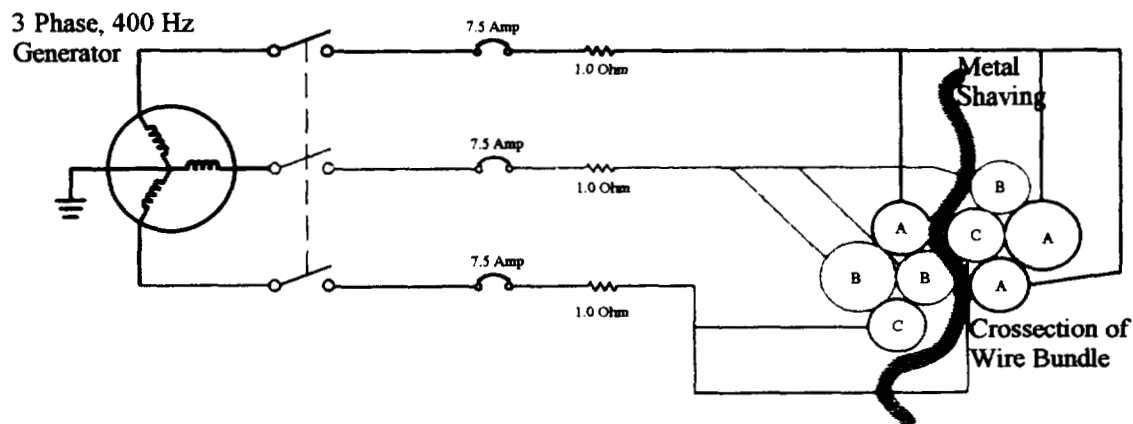 3 Phase, 400 Hz
Generator
7.5 Amp
1.0 Ohm
7.5 Amp
1.0 Ohm
7.5 Amp
1.0 Ohm
Metal
Shaving
B
A
C
A
B
B
A
C
Crossection of
Wire Bundle